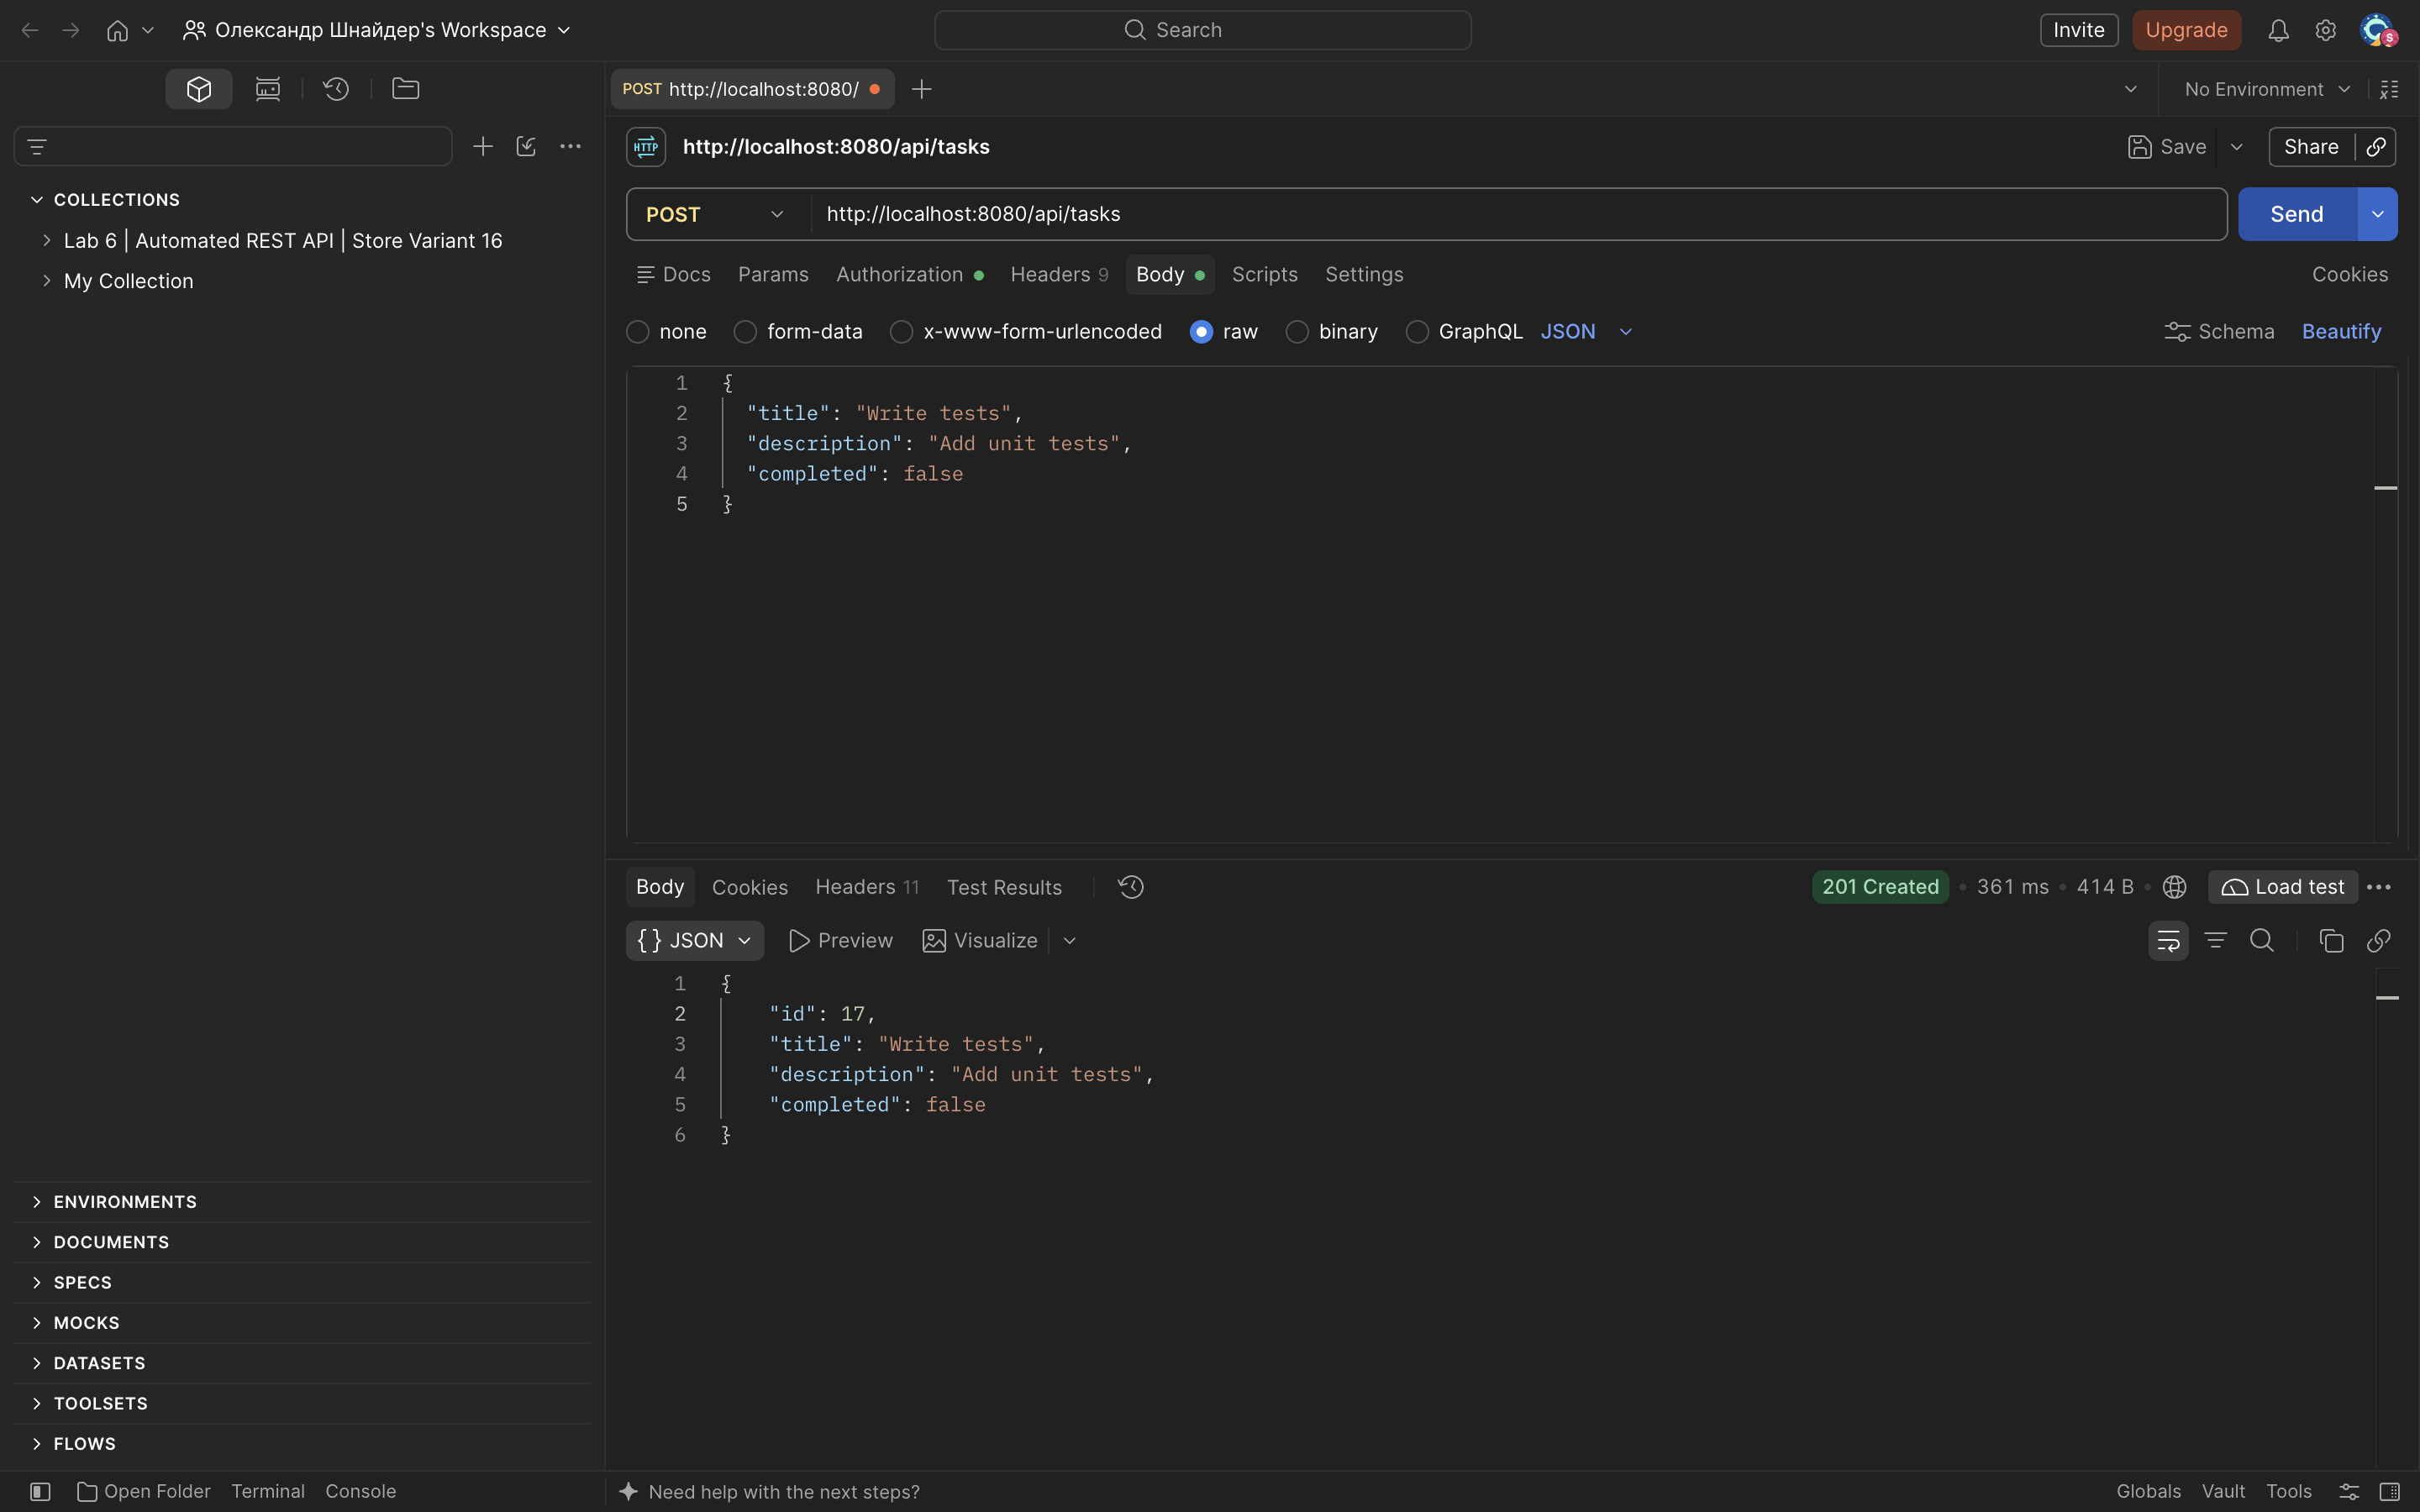 Олександр Шнайдер's Workspace
Search
Invite
Upgrade
S
POST http://localhost:8080/
No Environment
HTTP
http://localhost:8080/api/tasks
Save
Share
COLLECTIONS
Lab 6 | Automated REST API | Store Variant 16
My Collection
POST
http://localhost:8080/api/tasks
Send
Docs
Params
Authorization
Headers 9
Body
Scripts
Settings
Cookies
none
form-data
x-www-form-urlencoded
raw
binary
GraphQL
JSON
Schema
Beautify
1 {
2 "title": "Write tests",
3 "description": "Add unit tests",
4 "completed": false
5 }
Body
Cookies
Headers 11
Test Results
201 Created
361 ms
414 B
Load test
{} JSON
Preview
Visualize
1 {
2 "id": 17,
3 "title": "Write tests",
4 "description": "Add unit tests",
5 "completed": false
6 }
ENVIRONMENTS
DOCUMENTS
SPECS
MOCKS
DATASETS
TOOLSETS
FLOWS
Open Folder
Terminal
Console
Need help with the next steps?
Globals
Vault
Tools